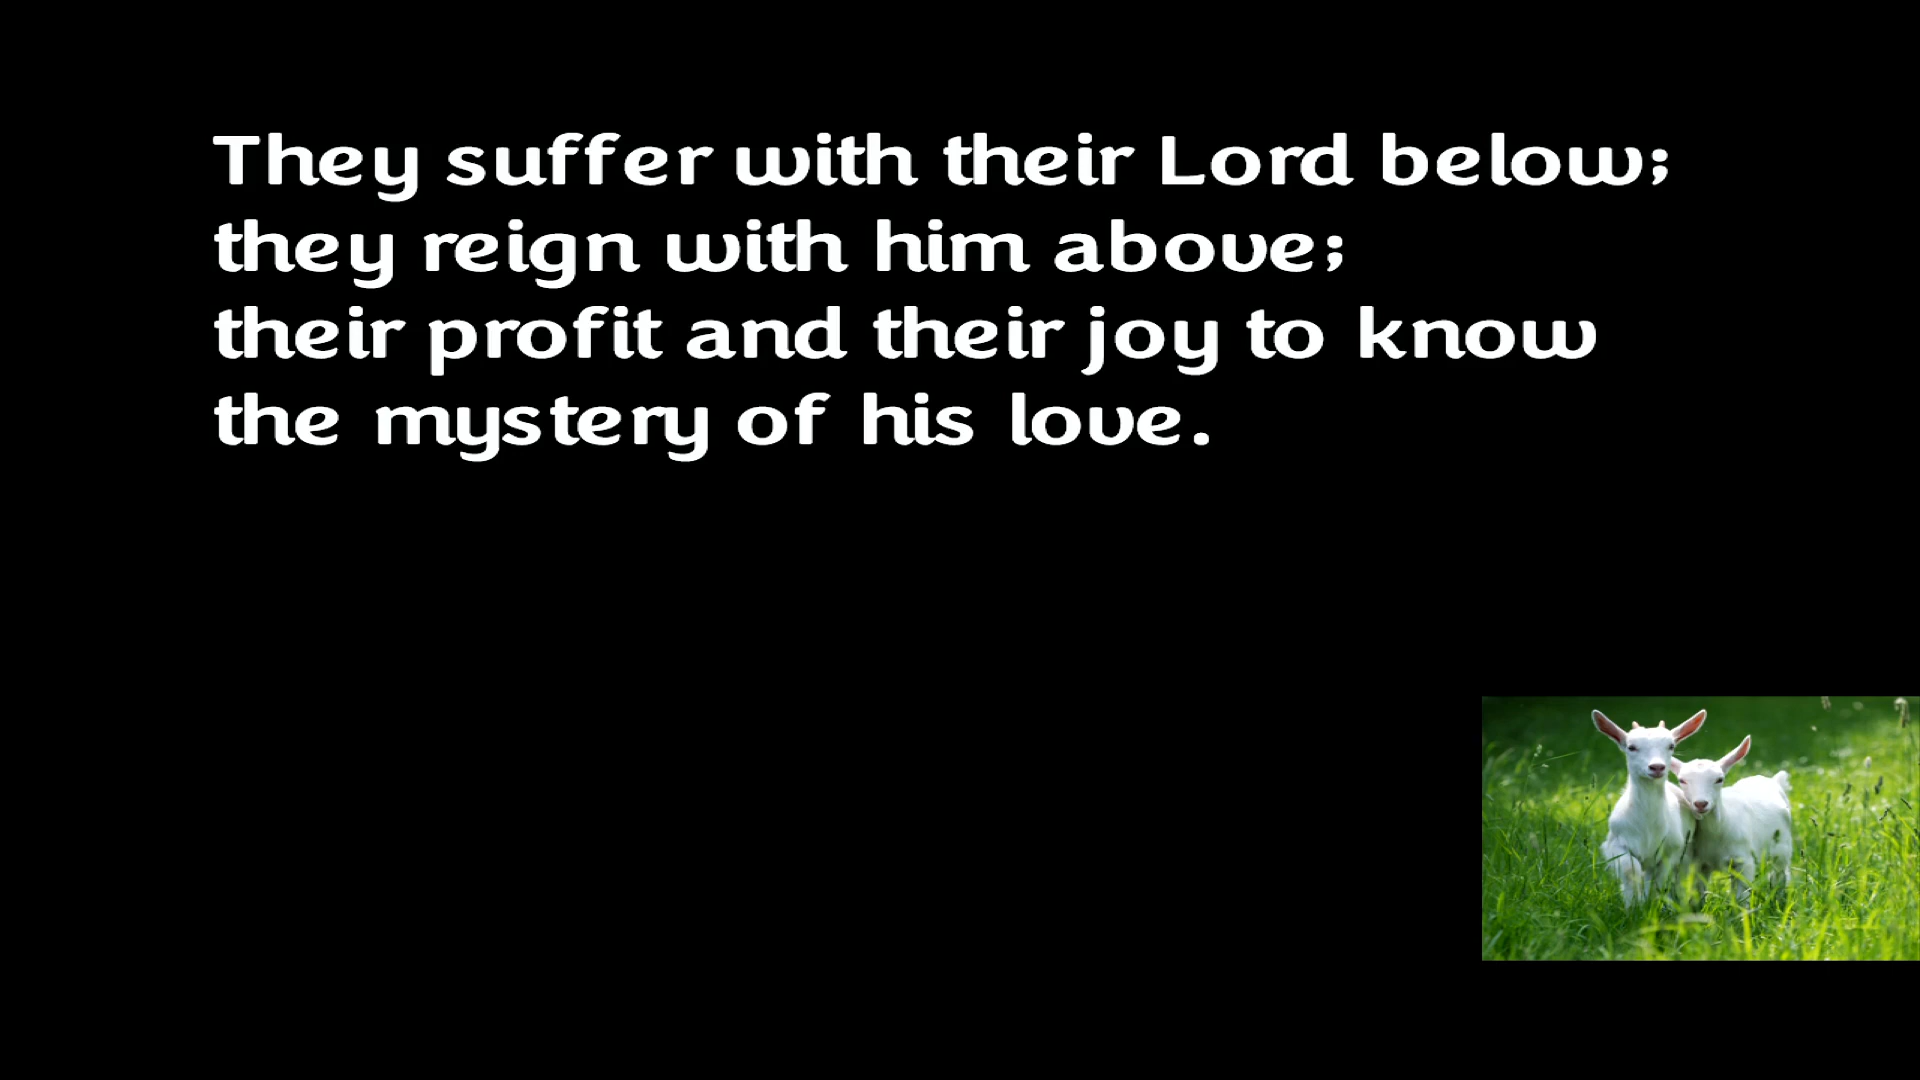 They suffer with their Lord below;
they reign with him above;
their profit and their joy to know
the mystery of his love.